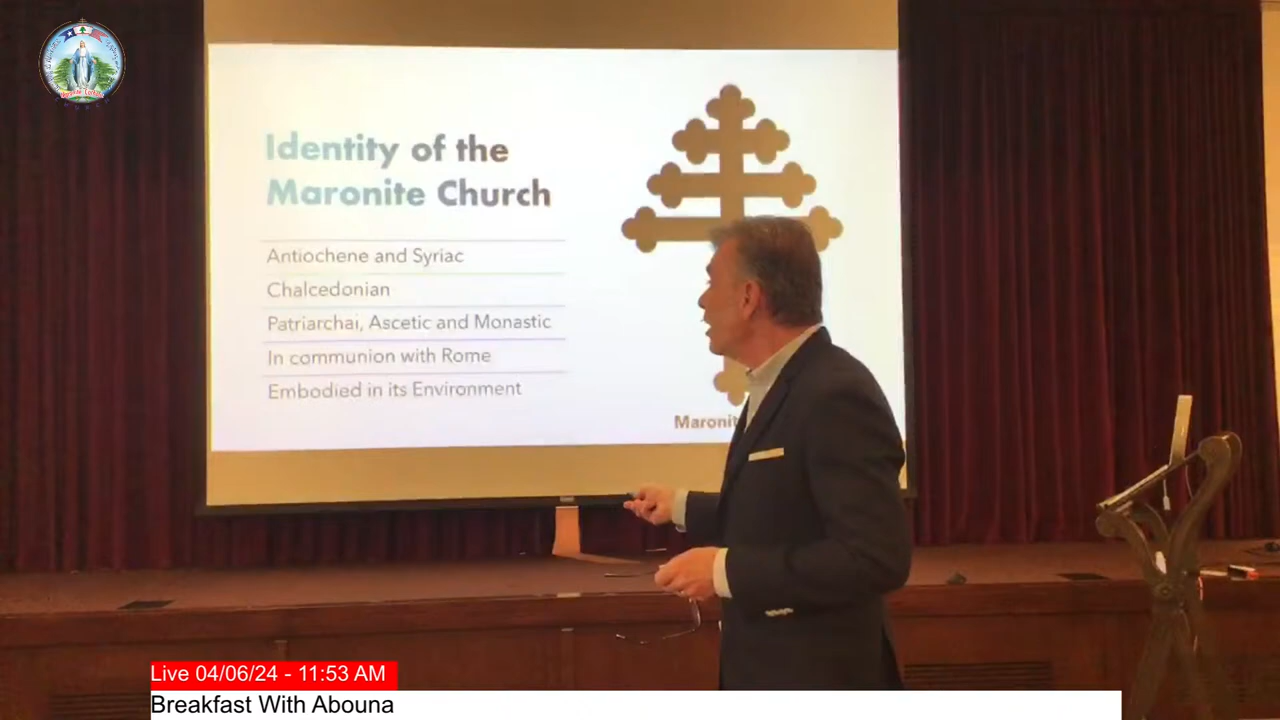 Identity of the
Maronite Church
Antiochene and Syriac
Chalcedonian
Patriarchai, Ascetic and Monastic
In communion with Rome
Embodied in its Environment
Live 04/06/24 - 11:53 AM
Breakfast With Abouna